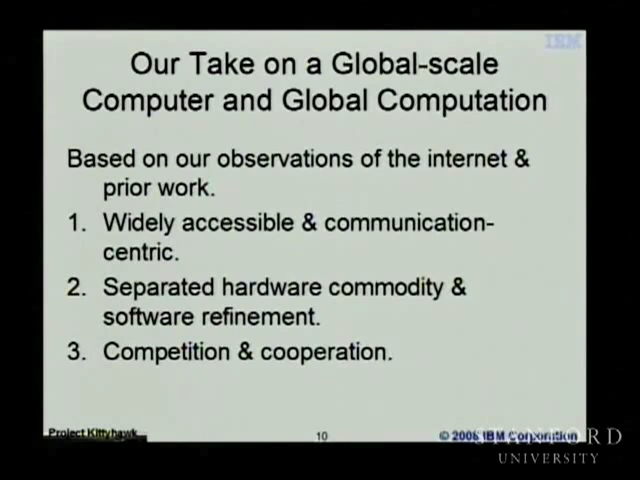 IBM
Our Take on a Global-scale
Computer and Global Computation
Based on our observations of the internet &
prior work.
1. Widely accessible & communication-
centric.
2. Separated hardware commodity &
software refinement.
3. Competition & cooperation.
Project Kittyhawk
10
© 2008 IBM Corporation
STANFORD
UNIVERSITY